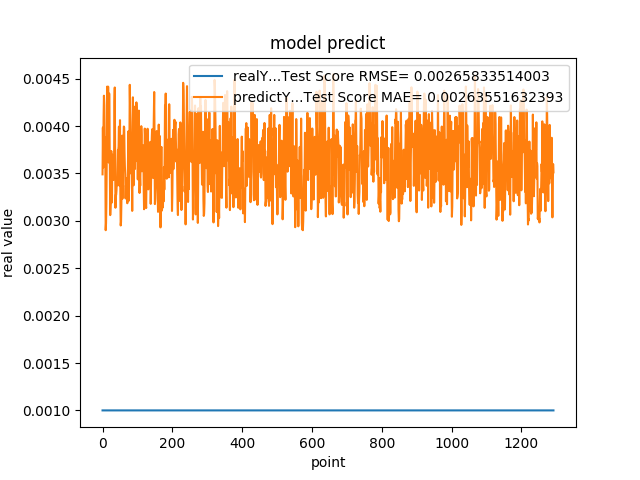 model predict
realY...Test Score RMSE= 0.00265833514003
predictY...Test Score MAE= 0.00263551632393
0.0045
0.0040
0.0035
0.0030
0.0025
0.0020
0.0015
0.0010
real value
0 200 400 600 800 1000 1200
point